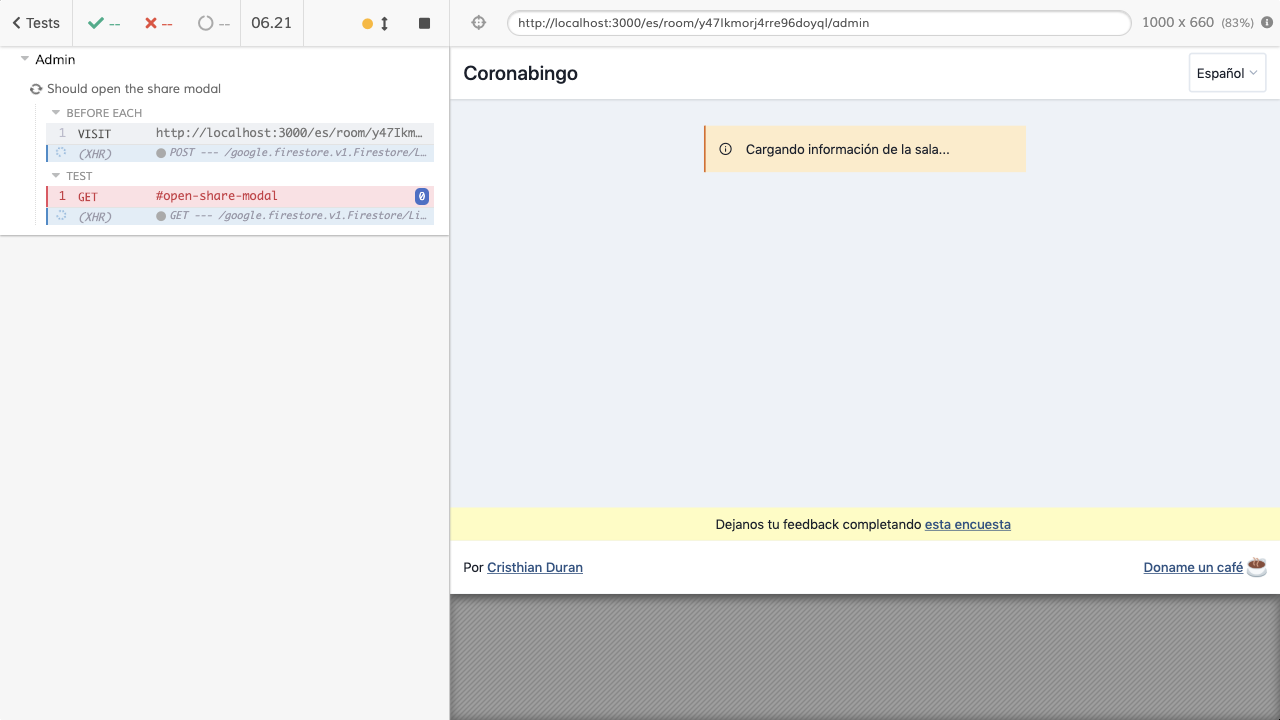 Tests
--
--
--
06.21
http://localhost:3000/es/room/y47Ikmorj4rre96doyql/admin
1000 x 660 (83%)
Admin
Should open the share modal
BEFORE EACH
1 VISIT http://localhost:3000/es/room/y47Ikm…
(XHR) POST --- /google.firestore.v1.Firestore/L…
TEST
1 GET #open-share-modal 0
(XHR) GET --- /google.firestore.v1.Firestore/Li…
Coronabingo
Español
Cargando información de la sala...
Dejanos tu feedback completando esta encuesta
Por Cristhian Duran
Doname un café